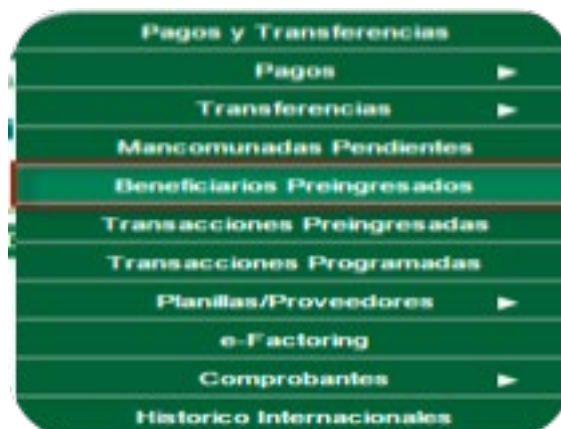 Pagos y Transferencias
Pagos
Transferencias
Mancomunadas Pendientes
Beneficiarios Preingresados
Transacciones Preingresadas
Transacciones Programadas
Planillas/Proveedores
e-Factoring
Comprobantes
Historico Internacionales